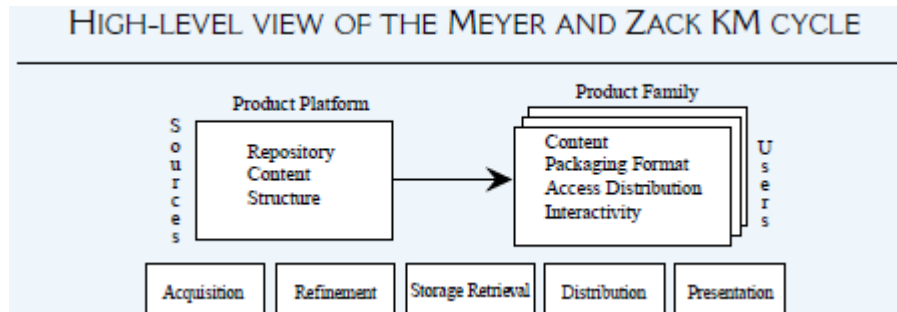 HIGH-LEVEL VIEW OF THE MEYER AND ZACK KM CYCLE
Product Platform
Product Family
Sources
Repository
Content
Structure
Content
Packaging Format
Access Distribution
Interactivity
Users
Acquisition
Refinement
Storage Retrieval
Distribution
Presentation